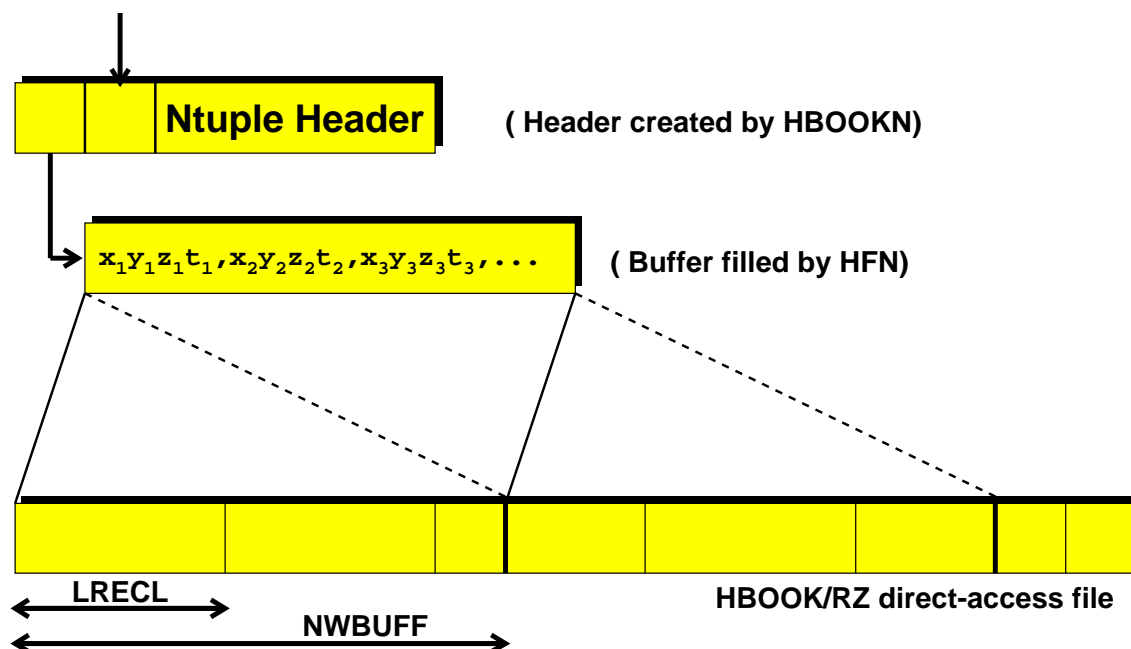 Ntuple Header
( Header created by HBOOKN)
x₁y₁z₁t₁,x₂y₂z₂t₂,x₃y₃z₃t₃,...
( Buffer filled by HFN)
LRECL
HBOOK/RZ direct-access file
NWBUFF